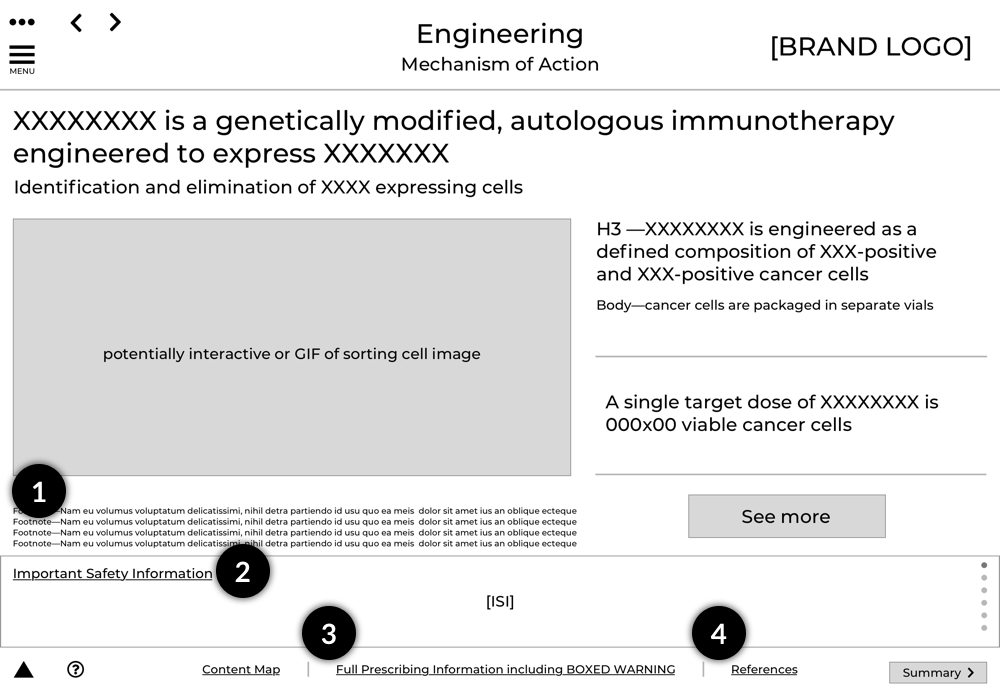 Engineering
Mechanism of Action
[BRAND LOGO]
MENU
XXXXXXXX is a genetically modified, autologous immunotherapy
engineered to express XXXXXXX
Identification and elimination of XXXX expressing cells
potentially interactive or GIF of sorting cell image
H3 —XXXXXXXX is engineered as a
defined composition of XXX-positive
and XXX-positive cancer cells
Body—cancer cells are packaged in separate vials
A single target dose of XXXXXXXX is
000x00 viable cancer cells
See more
1
Footnote—Nam eu volumus voluptatum delicatissimi, nihil detra partiendo id usu quo ea meis dolor sit amet ius an oblique ecteque
Footnote—Nam eu volumus voluptatum delicatissimi, nihil detra partiendo id usu quo ea meis dolor sit amet ius an oblique ecteque
Footnote—Nam eu volumus voluptatum delicatissimi, nihil detra partiendo id usu quo ea meis dolor sit amet ius an oblique ecteque
Footnote—Nam eu volumus voluptatum delicatissimi, nihil detra partiendo id usu quo ea meis dolor sit amet ius an oblique ecteque
Important Safety Information
2
[ISI]
3
4
?
Content Map
Full Prescribing Information including BOXED WARNING
References
Summary